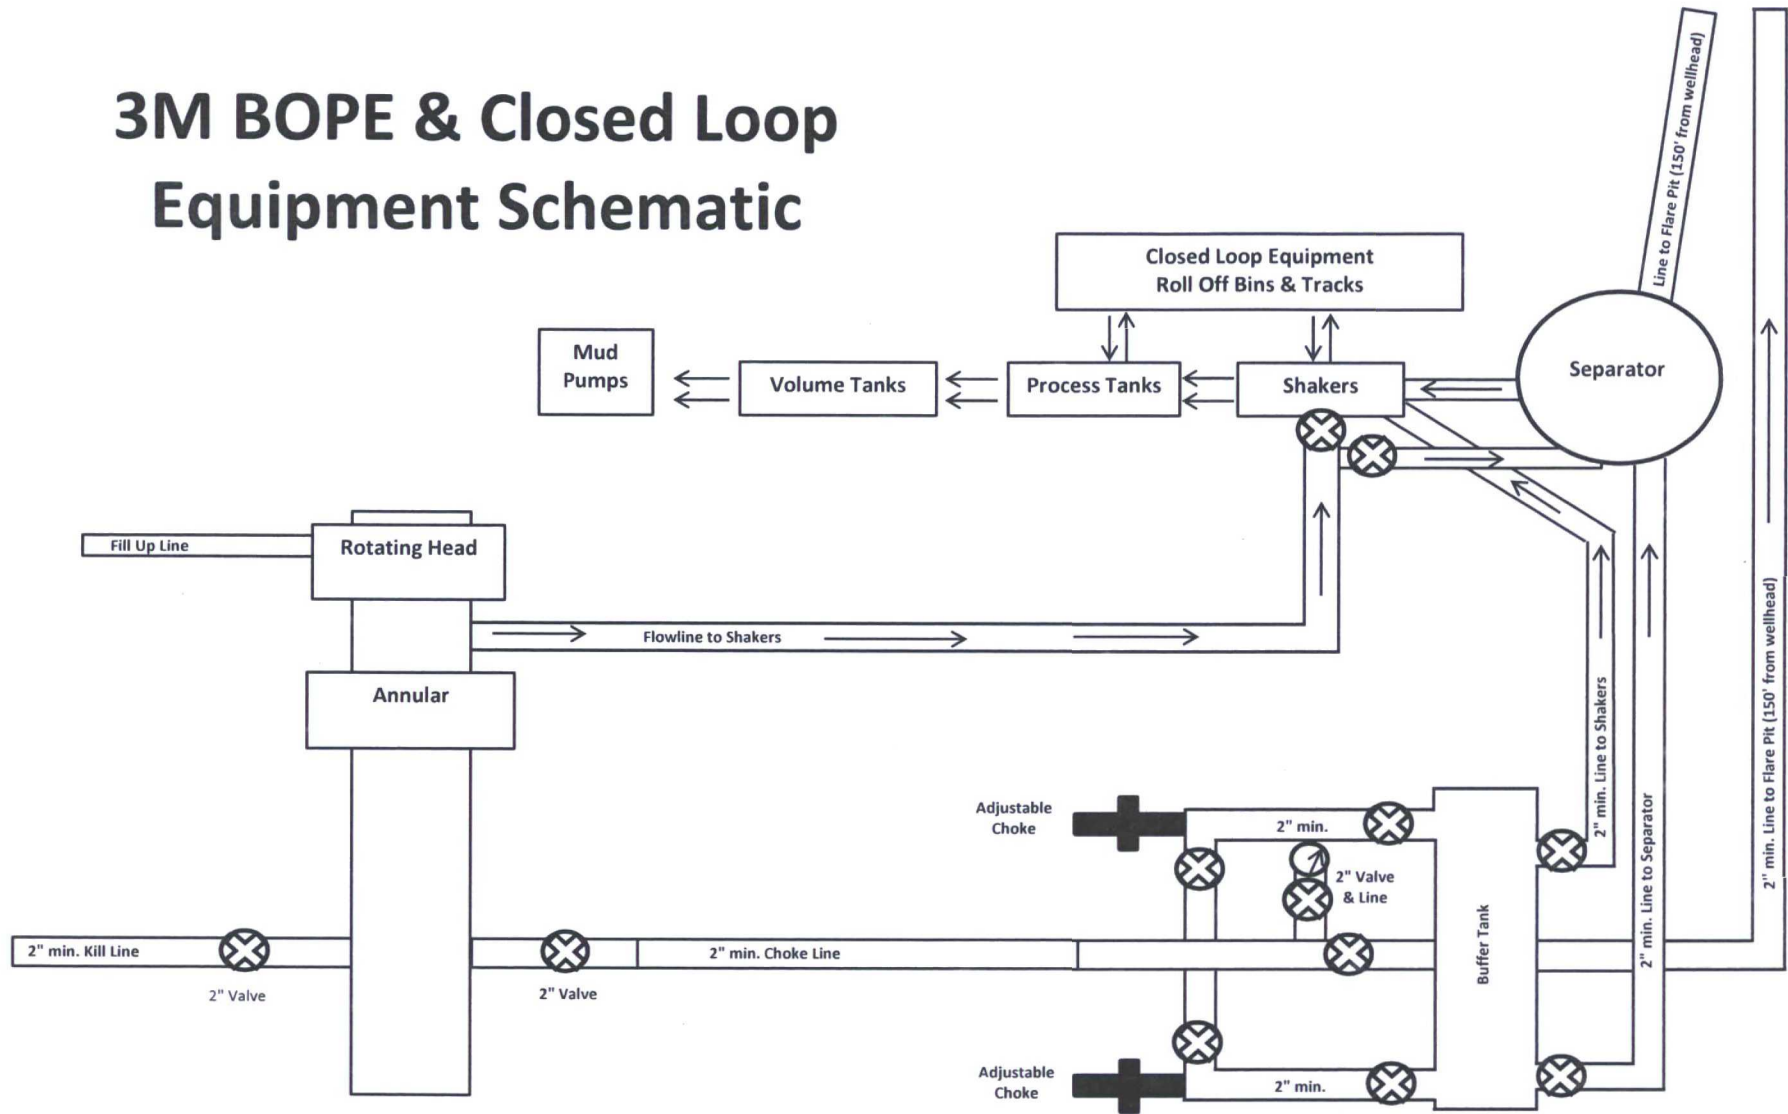 3M BOPE & Closed Loop
Equipment Schematic
Line to Flare Pit (150' from wellhead)
Closed Loop Equipment
Roll Off Bins & Tracks
Mud
Pumps
Volume Tanks
Process Tanks
Shakers
Separator
Fill Up Line
Rotating Head
Flowline to Shakers
Annular
2" min. Line to Shakers
2" min. Line to Separator
2" min. Line to Flare Pit (150' from wellhead)
Adjustable
Choke
2" min.
2" Valve
& Line
Buffer Tank
2" min. Kill Line
2" Valve
2" min. Choke Line
2" Valve
Adjustable
Choke
2" min.